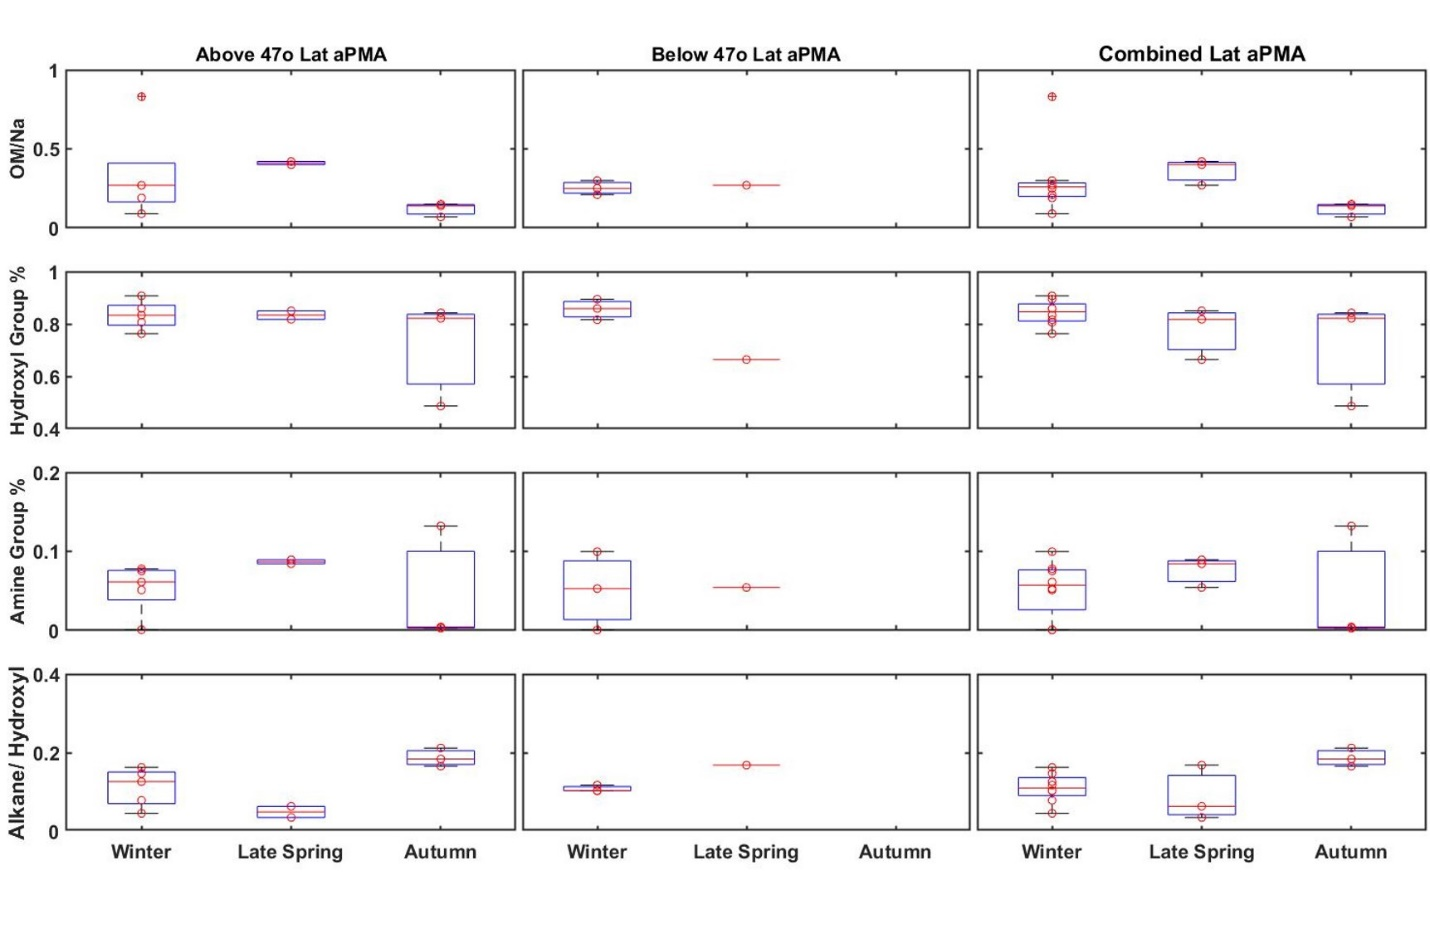 Above 47o Lat aPMA
Below 47o Lat aPMA
Combined Lat aPMA
OM/Na
1
0.5
0
Hydroxyl Group %
1
0.8
0.6
0.4
Amine Group %
0.2
0.1
0
Alkane/ Hydroxyl
0.4
0.2
0
Winter Late Spring Autumn
Winter Late Spring Autumn
Winter Late Spring Autumn